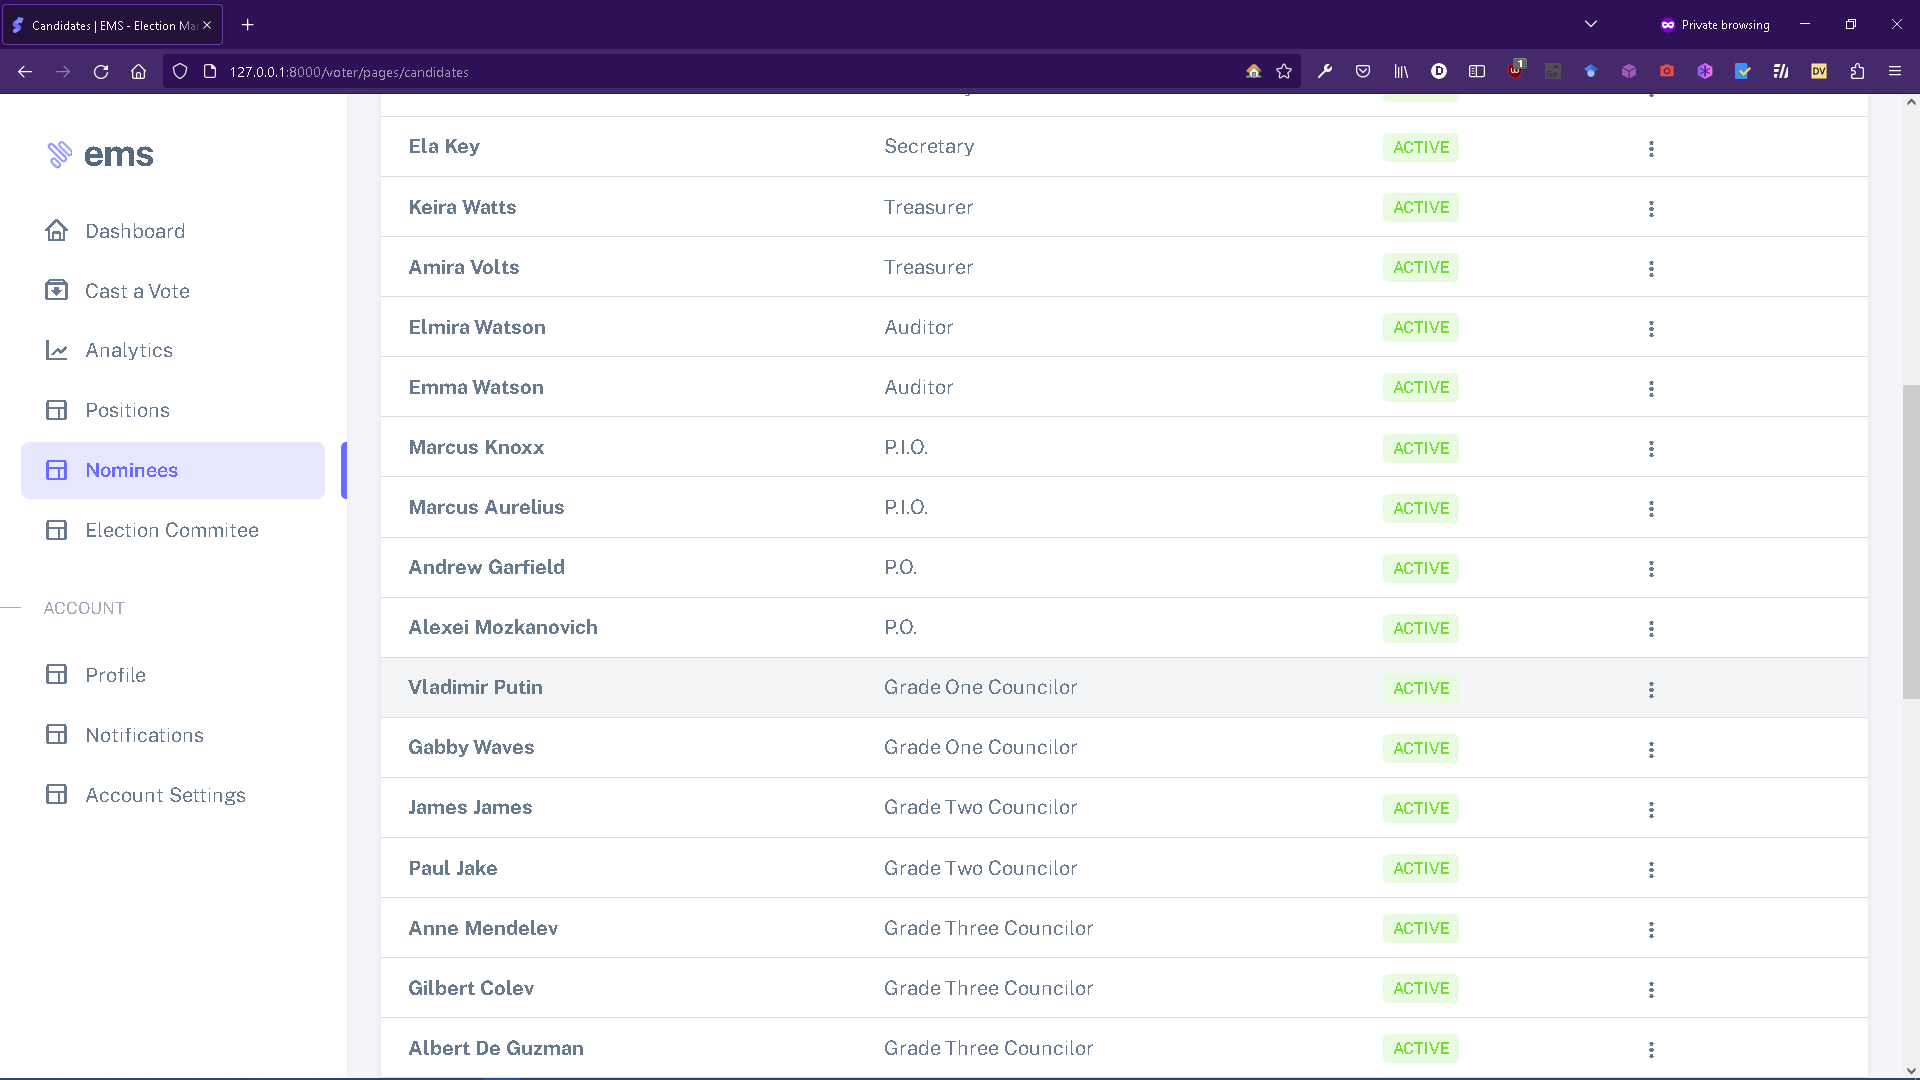 Candidates | EMS - Election Ma
Private browsing
127.0.0.1:8000/voter/pages/candidates
1
DV
ems
Dashboard
Cast a Vote
Analytics
Positions
Nominees
Election Commitee
ACCOUNT
Profile
Notifications
Account Settings
Ela Key Secretary ACTIVE
Keira Watts Treasurer ACTIVE
Amira Volts Treasurer ACTIVE
Elmira Watson Auditor ACTIVE
Emma Watson Auditor ACTIVE
Marcus Knoxx P.I.O. ACTIVE
Marcus Aurelius P.I.O. ACTIVE
Andrew Garfield P.O. ACTIVE
Alexei Mozkanovich P.O. ACTIVE
Vladimir Putin Grade One Councilor ACTIVE
Gabby Waves Grade One Councilor ACTIVE
James James Grade Two Councilor ACTIVE
Paul Jake Grade Two Councilor ACTIVE
Anne Mendelev Grade Three Councilor ACTIVE
Gilbert Colev Grade Three Councilor ACTIVE
Albert De Guzman Grade Three Councilor ACTIVE